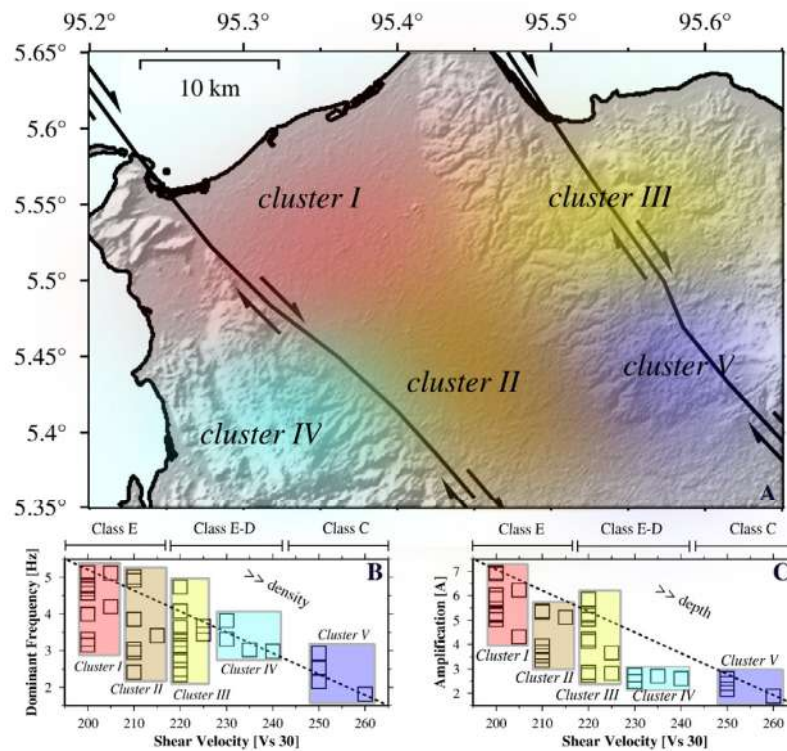 95.2° 95.3° 95.4° 95.5° 95.6°
5.65°
10 km
5.6°
cluster I
cluster III
5.55°
5.5°
5.45°
cluster II
cluster V
cluster IV
5.4°
A
5.35°
Class E Class E-D Class C
B
>> density
Dominant Frequency [Hz]
5
4
3
2
Cluster I
Cluster II
Cluster III
Cluster IV
Cluster V
200 210 220 230 240 250 260
Shear Velocity [Vs 30]
Class E Class E-D Class C
C
>> depth
Amplification [A]
7
6
5
4
3
2
Cluster I
Cluster II
Cluster III
Cluster IV
Cluster V
200 210 220 230 240 250 260
Shear Velocity [Vs 30]